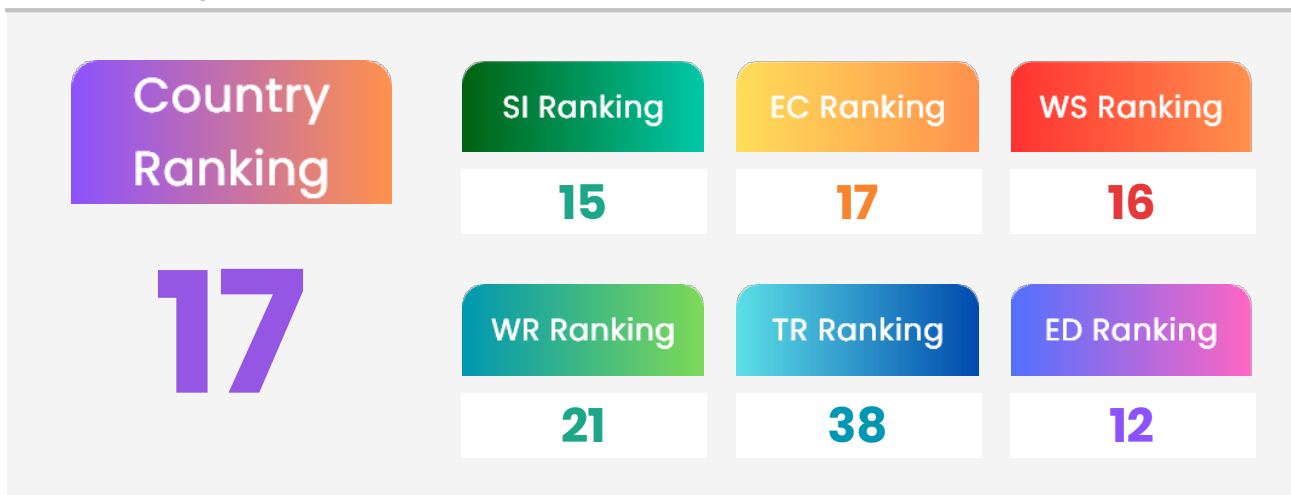 Country
Ranking
17
SI Ranking
15
EC Ranking
17
WS Ranking
16
WR Ranking
21
TR Ranking
38
ED Ranking
12